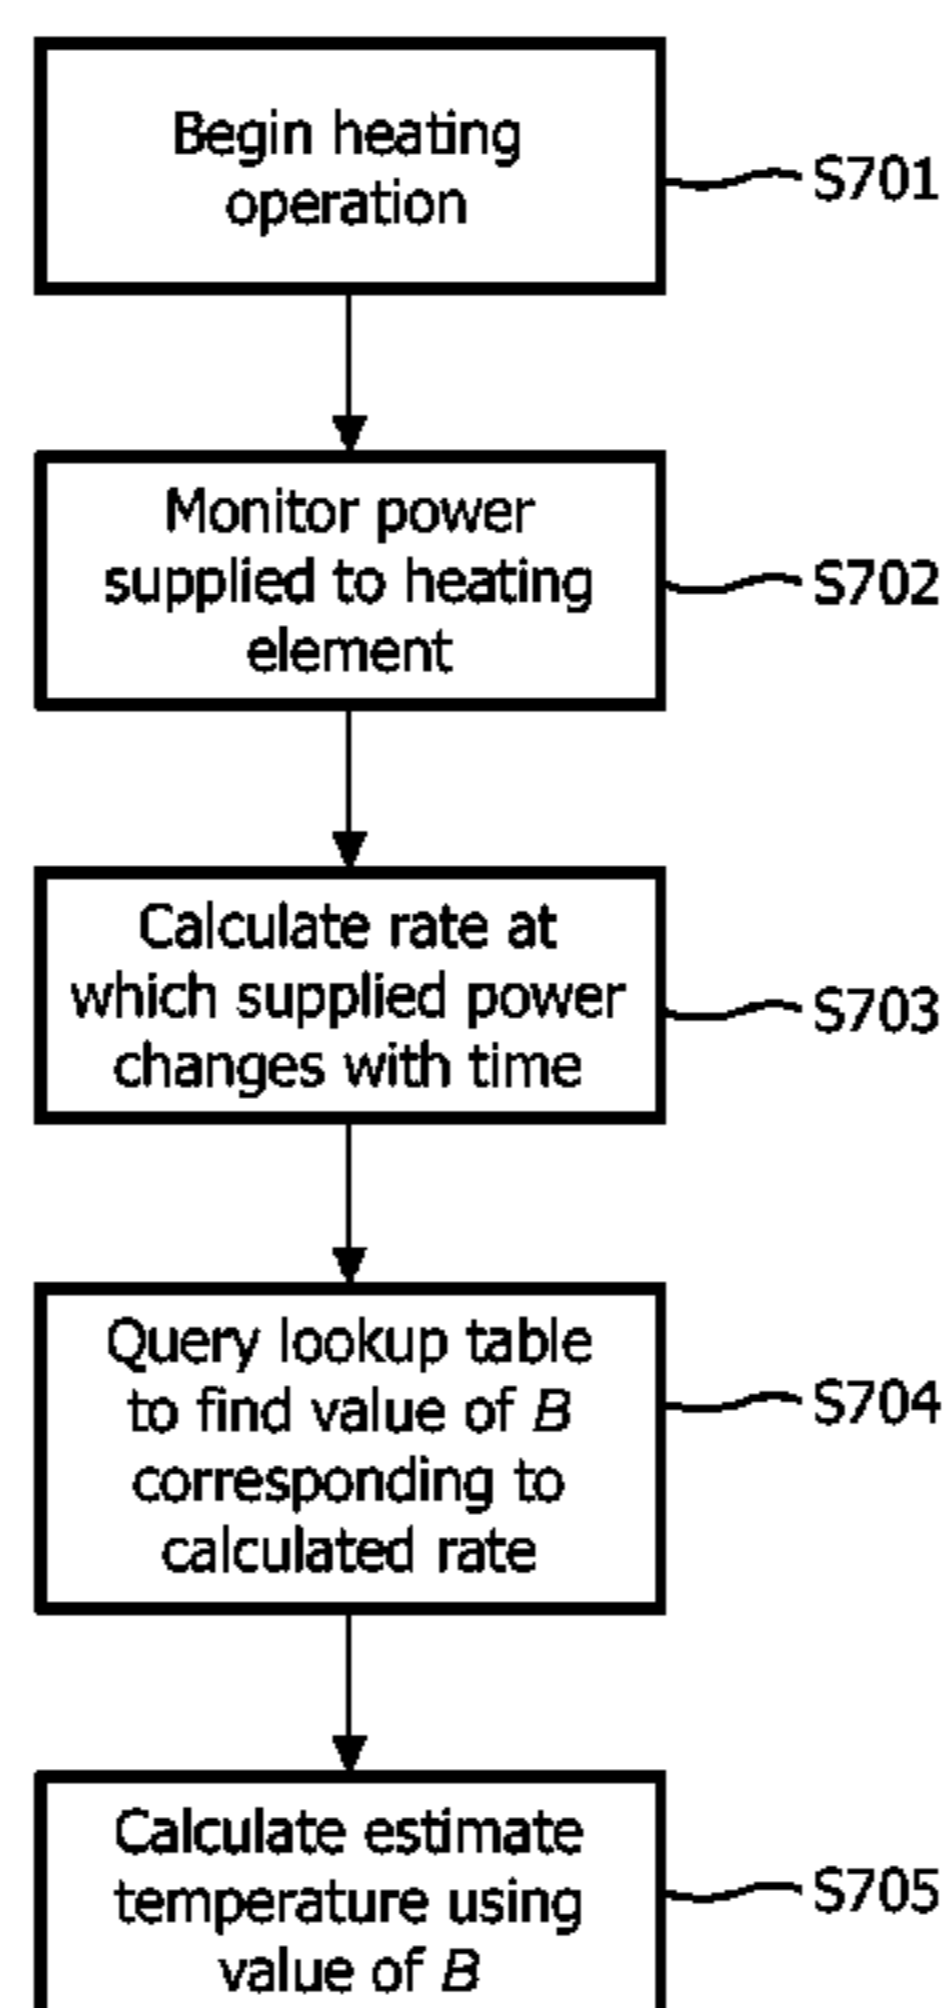 Begin heating
operation
S701
Monitor power
supplied to heating
element
S702
Calculate rate at
which supplied power
changes with time
S703
Query lookup table
to find value of B
corresponding to
calculated rate
S704
Calculate estimate
temperature using
value of B
S705